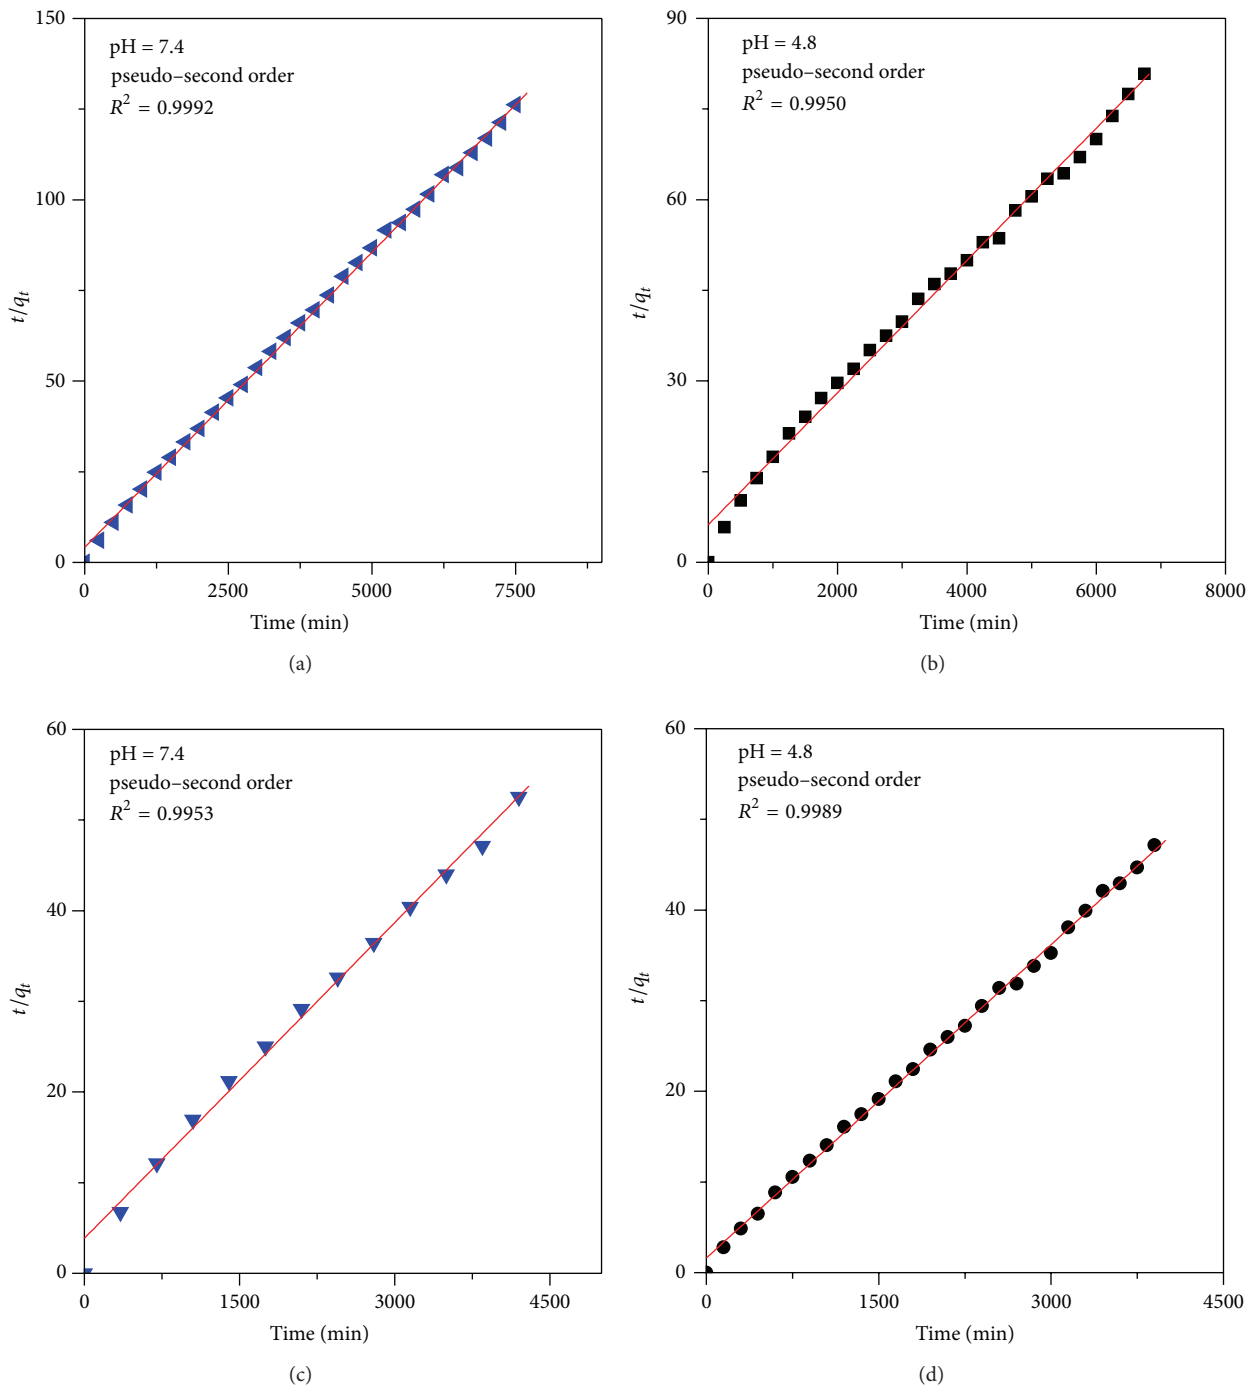 pH = 7.4
pseudo–second order
R² = 0.9992
150
100
50
0
t/qₜ
0 2500 5000 7500
Time (min)
(a)
pH = 4.8
pseudo–second order
R² = 0.9950
90
60
30
0
t/qₜ
0 2000 4000 6000 8000
Time (min)
(b)
pH = 7.4
pseudo–second order
R² = 0.9953
60
40
20
0
t/qₜ
0 1500 3000 4500
Time (min)
(c)
pH = 4.8
pseudo–second order
R² = 0.9989
60
40
20
0
t/qₜ
0 1500 3000 4500
Time (min)
(d)